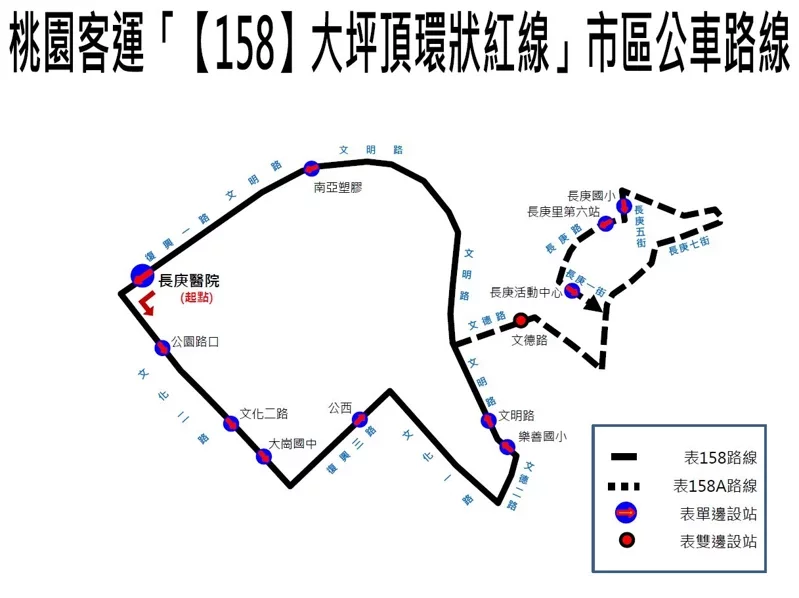 桃園客運「【158】大坪頂環狀紅線」市區公車路線
文 明 路
文 明 路
復 興 一 路
南亞塑膠
長庚醫院
(起點)
公園路口
文 化 二 路
文化二路
大崗國中
公西
復 興 三 路
文 化 一 路
文 明 路
文 德 路
文德路
文 明 路
文明路
樂善國小
文 德 二 路
長庚國小
長庚里第六站
長庚五街
長庚七街
長 庚 路
長庚一街
長庚活動中心
表158路線
表158A路線
表單邊設站
表雙邊設站